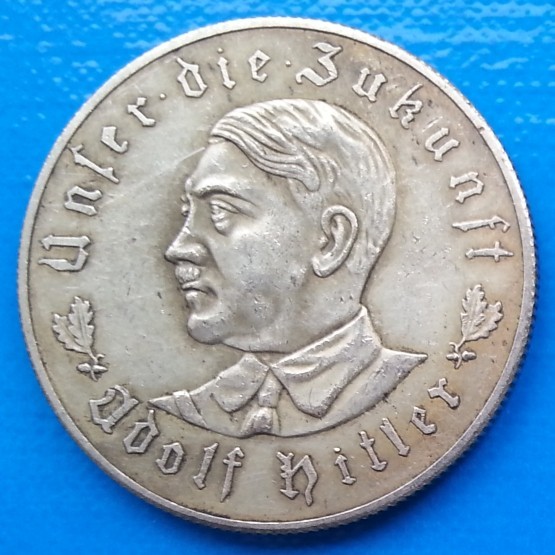 Unser · die · Zukunft
Adolf Hitler